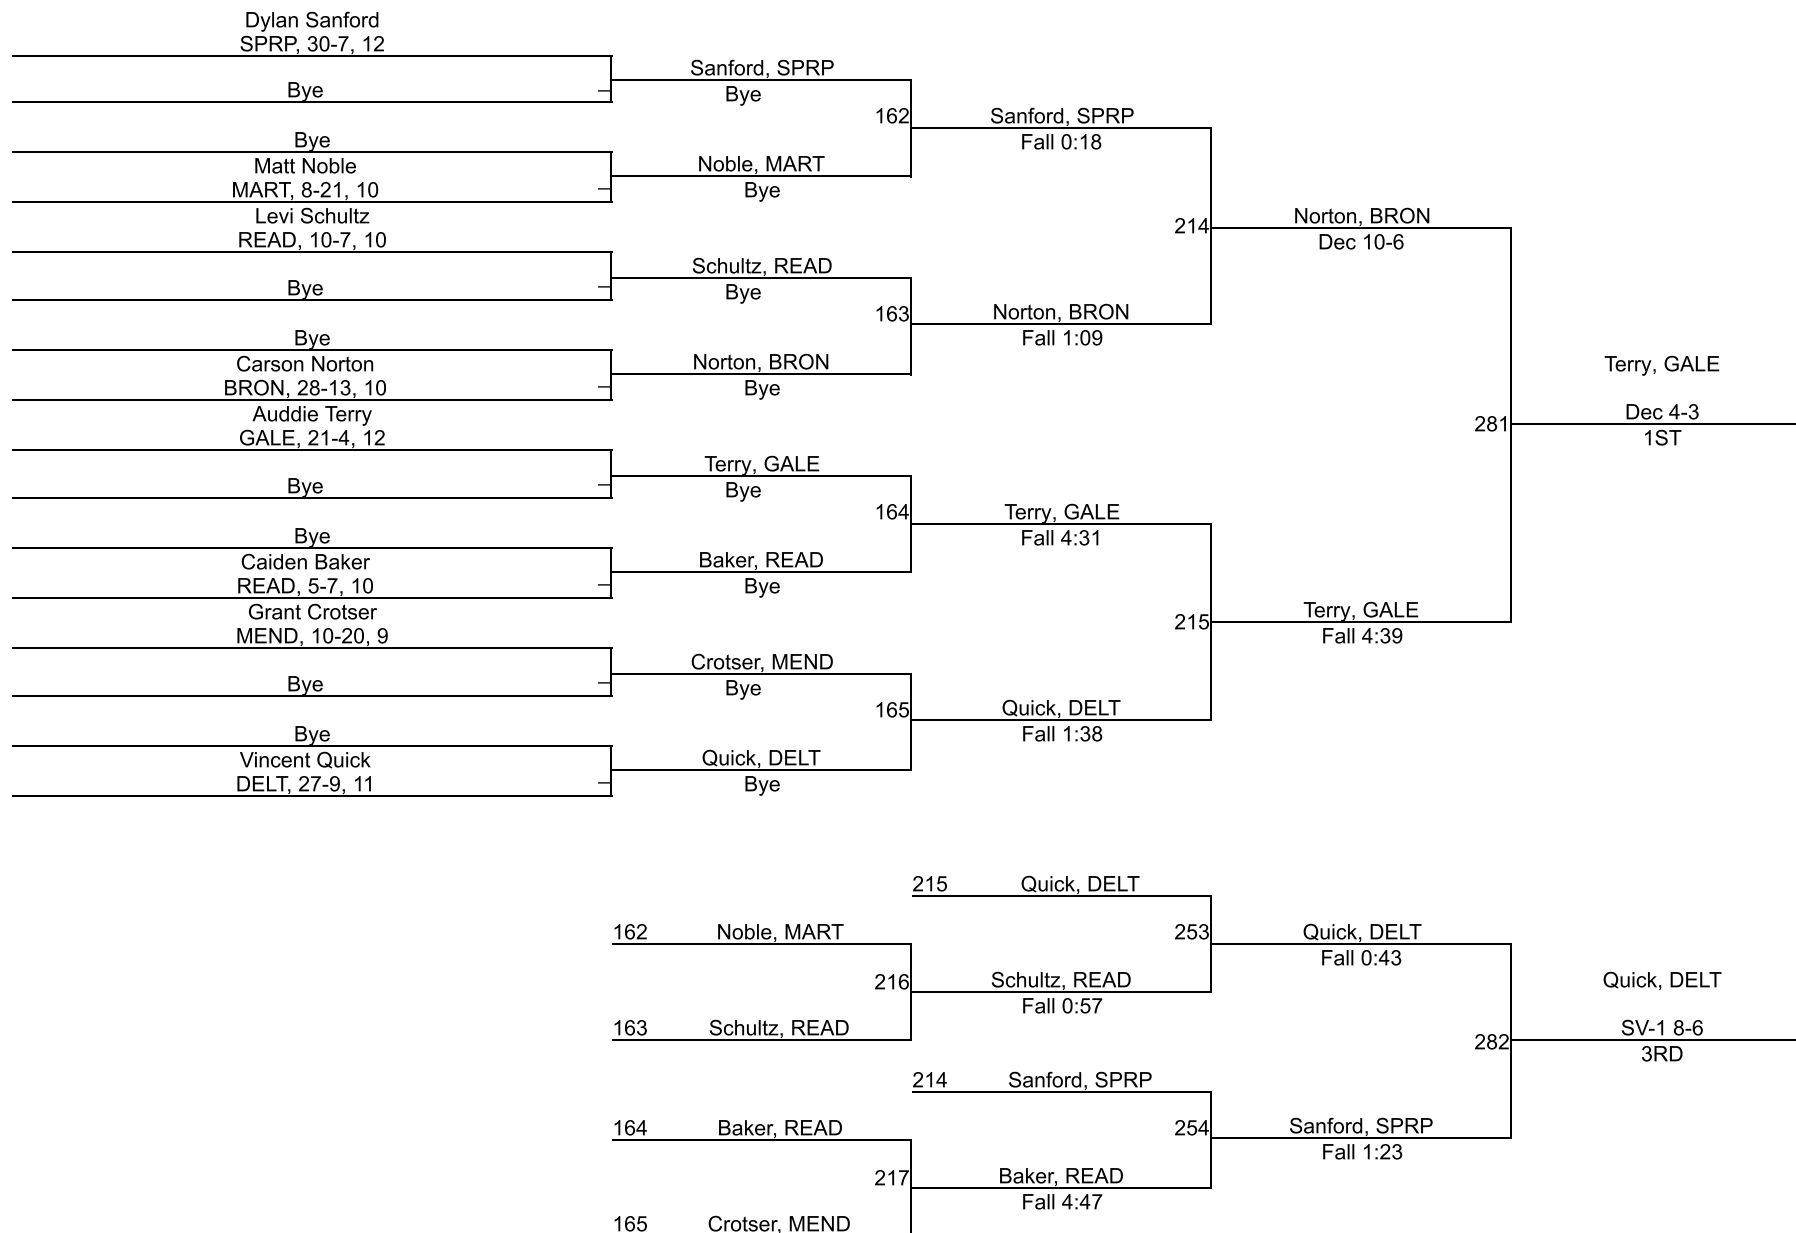 Dylan Sanford
SPRP, 30-7, 12
Bye
Bye
Matt Noble
MART, 8-21, 10
Levi Schultz
READ, 10-7, 10
Bye
Bye
Carson Norton
BRON, 28-13, 10
Auddie Terry
GALE, 21-4, 12
Bye
Bye
Caiden Baker
READ, 5-7, 10
Grant Crotser
MEND, 10-20, 9
Bye
Bye
Vincent Quick
DELT, 27-9, 11
Sanford, SPRP
Bye
162
Noble, MART
Bye
Schultz, READ
Bye
163
Norton, BRON
Bye
Terry, GALE
Bye
164
Baker, READ
Bye
Crotser, MEND
Bye
165
Quick, DELT
Bye
Sanford, SPRP
Fall 0:18
214
Norton, BRON
Fall 1:09
Terry, GALE
Fall 4:31
215
Quick, DELT
Fall 1:38
Norton, BRON
Dec 10-6
281
Terry, GALE
Fall 4:39
Terry, GALE
Dec 4-3
1ST
162 Noble, MART
216
163 Schultz, READ
164 Baker, READ
217
165 Crotser, MEND
215 Quick, DELT
253
Schultz, READ
Fall 0:57
214 Sanford, SPRP
254
Baker, READ
Fall 4:47
Quick, DELT
Fall 0:43
282
Sanford, SPRP
Fall 1:23
Quick, DELT
SV-1 8-6
3RD